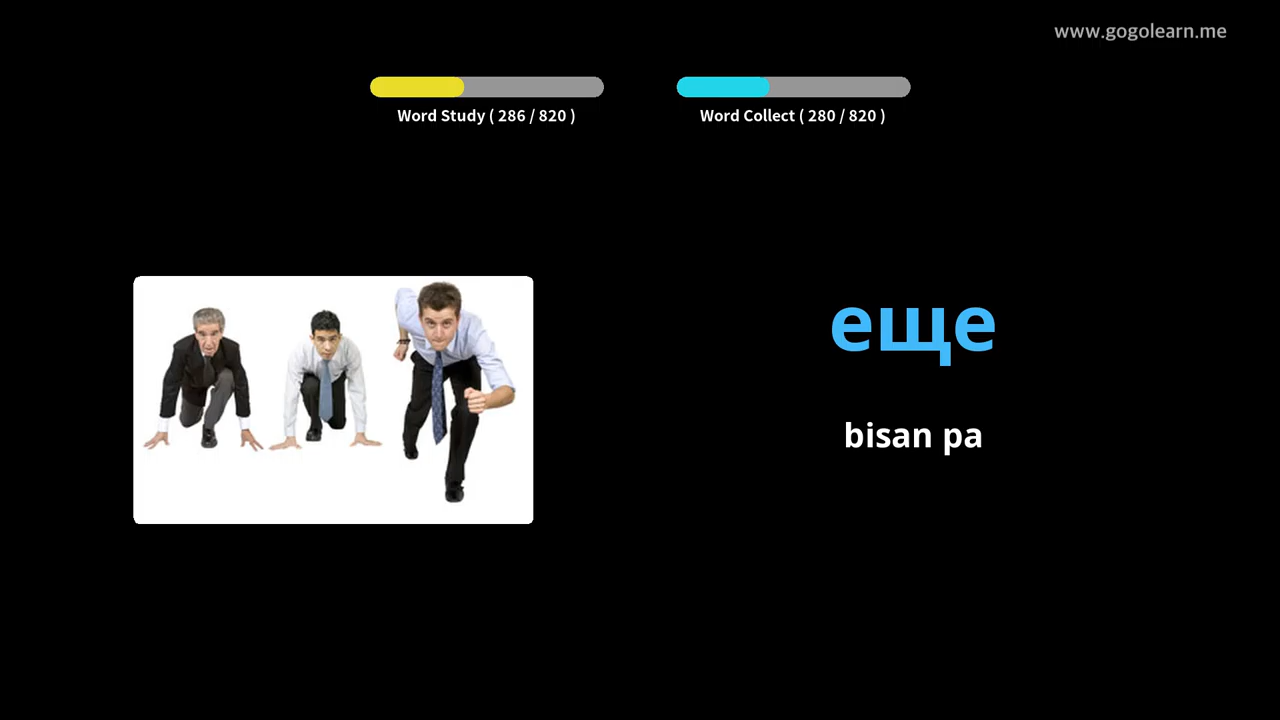 www.gogolearn.me
Word Study ( 286 / 820 )
Word Collect ( 280 / 820 )
еще
bisan pa